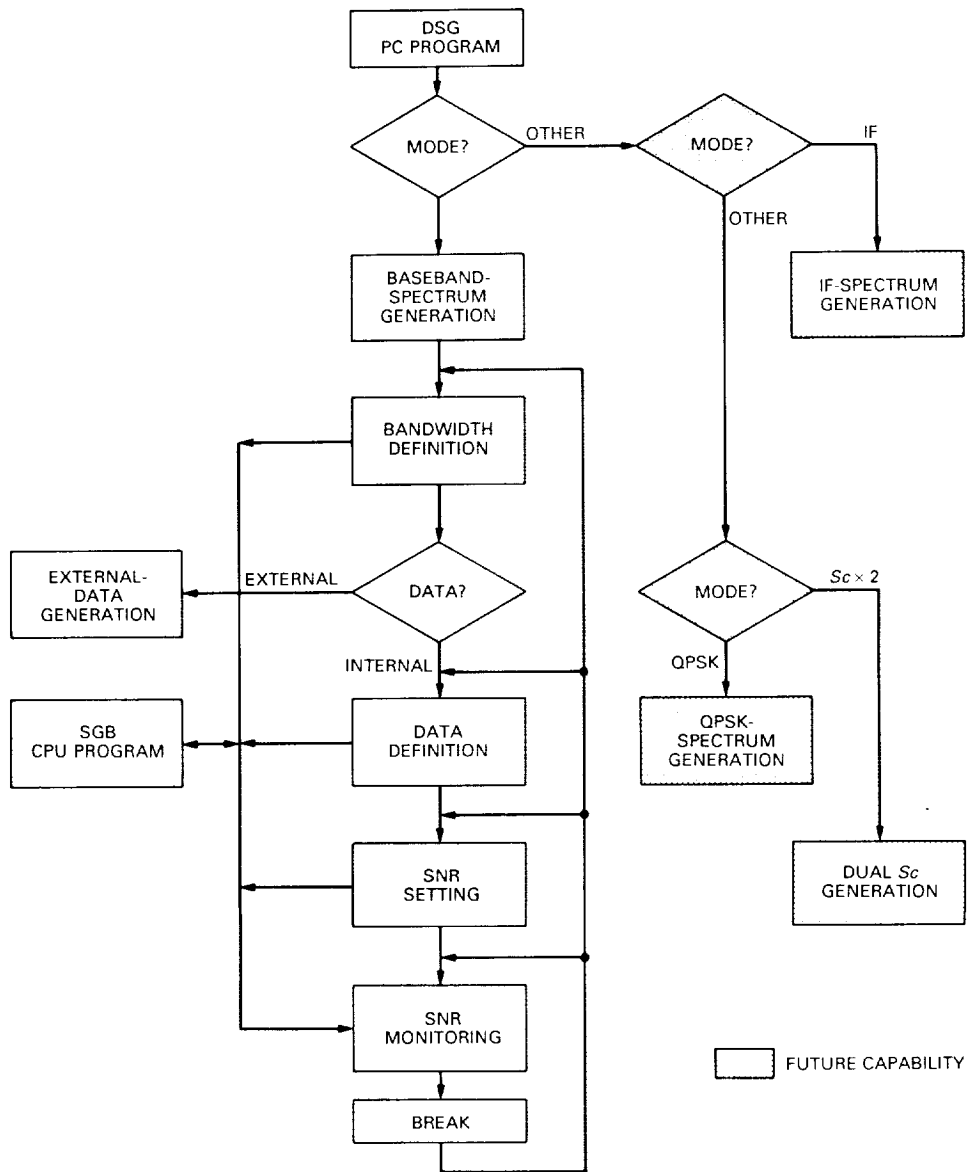 DSG
PC PROGRAM
MODE?
OTHER
MODE?
IF
OTHER
BASEBAND-
SPECTRUM
GENERATION
IF-SPECTRUM
GENERATION
BANDWIDTH
DEFINITION
EXTERNAL-
DATA
GENERATION
EXTERNAL
DATA?
MODE?
Sc × 2
INTERNAL
QPSK
SGB
CPU PROGRAM
DATA
DEFINITION
QPSK-
SPECTRUM
GENERATION
SNR
SETTING
DUAL Sc
GENERATION
SNR
MONITORING
FUTURE CAPABILITY
BREAK